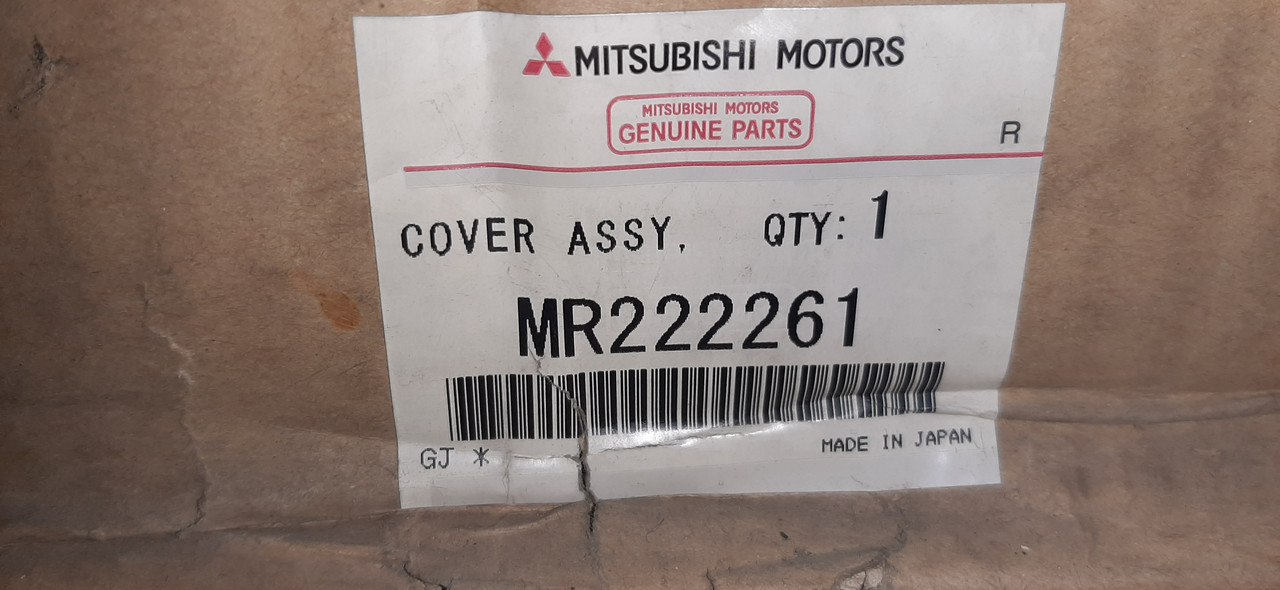 MITSUBISHI MOTORS
MITSUBISHI MOTORS
GENUINE PARTS
R
COVER ASSY, QTY: 1
MR222261
GJ * MADE IN JAPAN